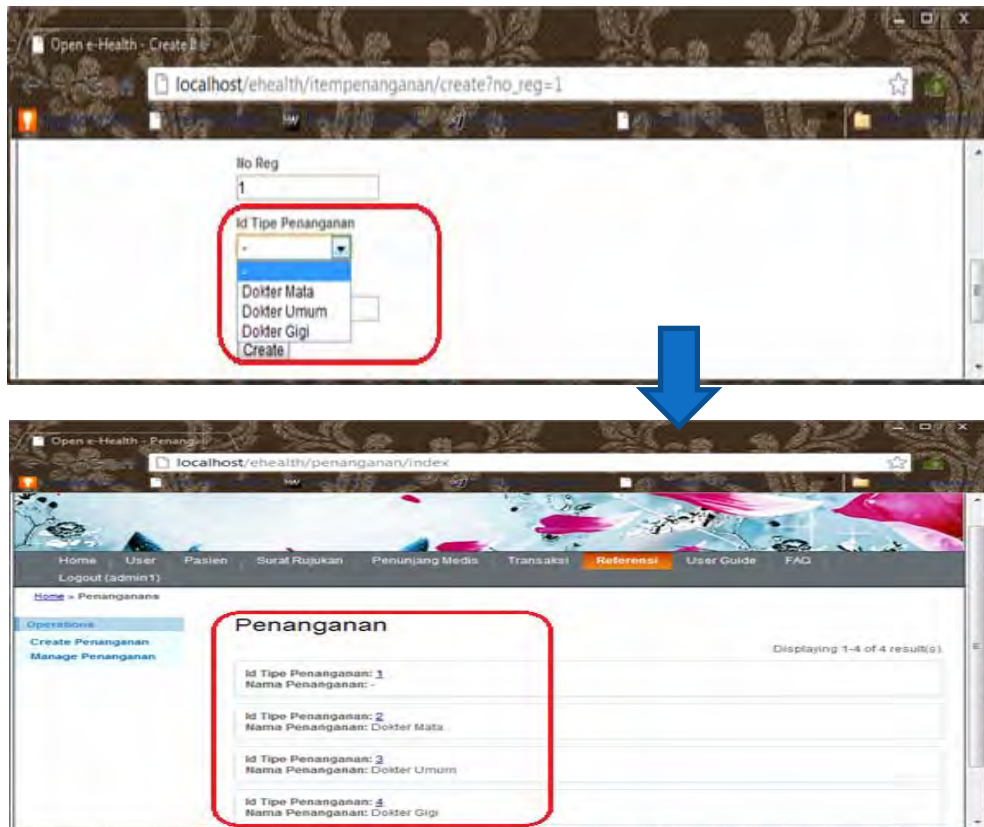 Open e-Health - Create
localhost/ehealth/itempenanganan/create?no_reg=1
No Reg
1
Id Tipe Penanganan
-
-
Dokter Mata
Dokter Umum
Dokter Gigi
Create
Open e-Health - Penang
localhost/ehealth/penanganan/index
Home User Pasien Surat Rujukan Penunjang Medis Transaksi Referensi User Guide FAQ
Logout (admin1)
Home » Penanganans
Operations
Create Penanganan
Manage Penanganan
Penanganan
Displaying 1-4 of 4 result(s).
Id Tipe Penanganan: 1
Nama Penanganan: -
Id Tipe Penanganan: 2
Nama Penanganan: Dokter Mata
Id Tipe Penanganan: 3
Nama Penanganan: Dokter Umum
Id Tipe Penanganan: 4
Nama Penanganan: Dokter Gigi